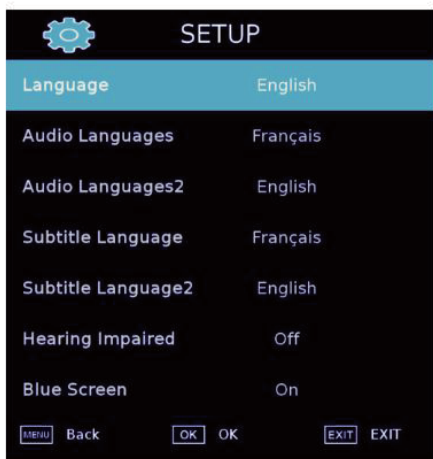 SETUP
Language English
Audio Languages Français
Audio Languages2 English
Subtitle Language Français
Subtitle Language2 English
Hearing Impaired Off
Blue Screen On
MENU Back OK OK EXIT EXIT